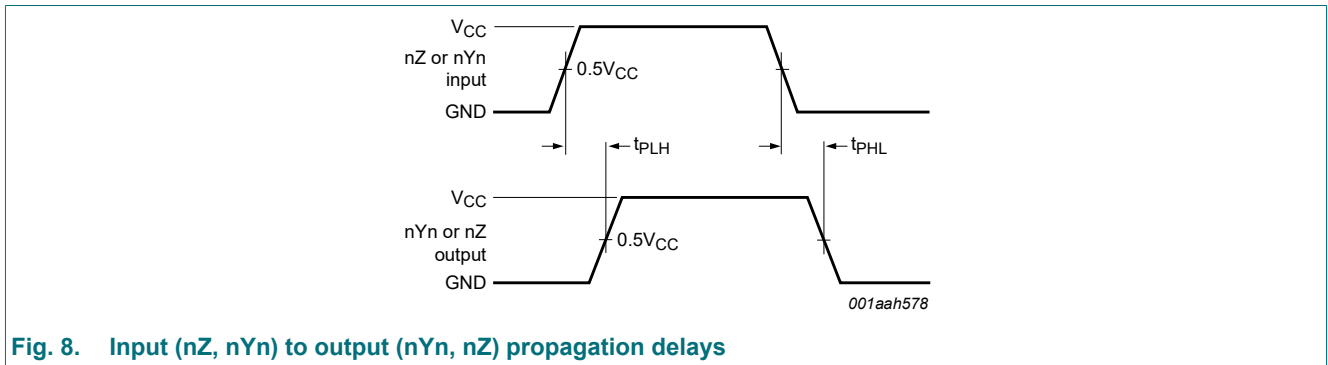 VCC
nZ or nYn
input
0.5VCC
GND
tPLH
tPHL
VCC
nYn or nZ
output
0.5VCC
GND
001aah578
Fig. 8. Input (nZ, nYn) to output (nYn, nZ) propagation delays